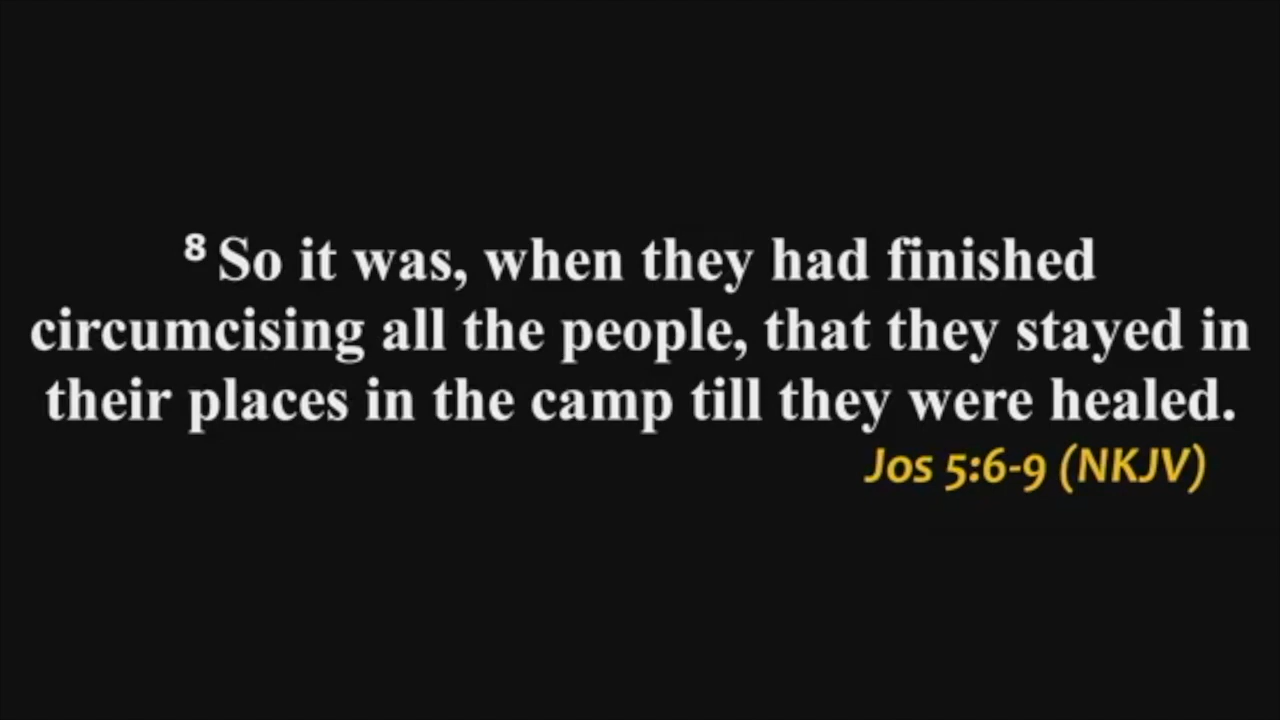 ⁸ So it was, when they had finished
circumcising all the people, that they stayed in
their places in the camp till they were healed.
Jos 5:6-9 (NKJV)